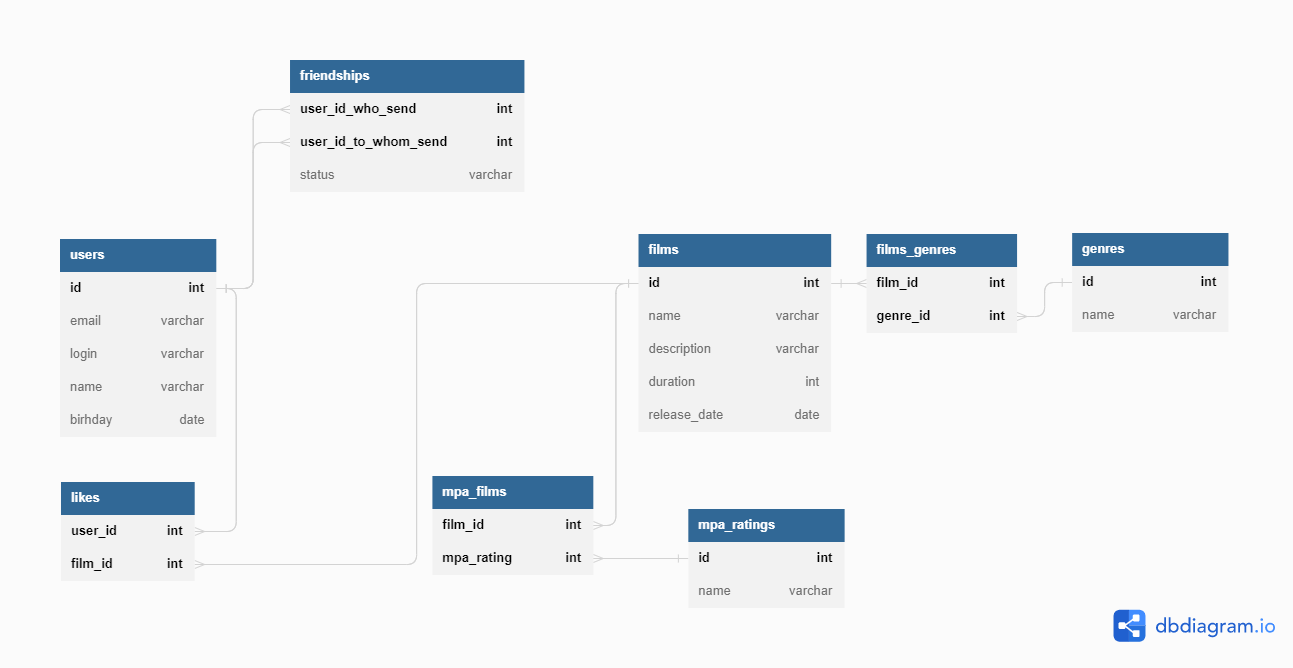 friendships
user_id_who_send int
user_id_to_whom_send int
status varchar
users
id int
email varchar
login varchar
name varchar
birhday date
films
id int
name varchar
description varchar
duration int
release_date date
films_genres
film_id int
genre_id int
genres
id int
name varchar
likes
user_id int
film_id int
mpa_films
film_id int
mpa_rating int
mpa_ratings
id int
name varchar
dbdiagram.io